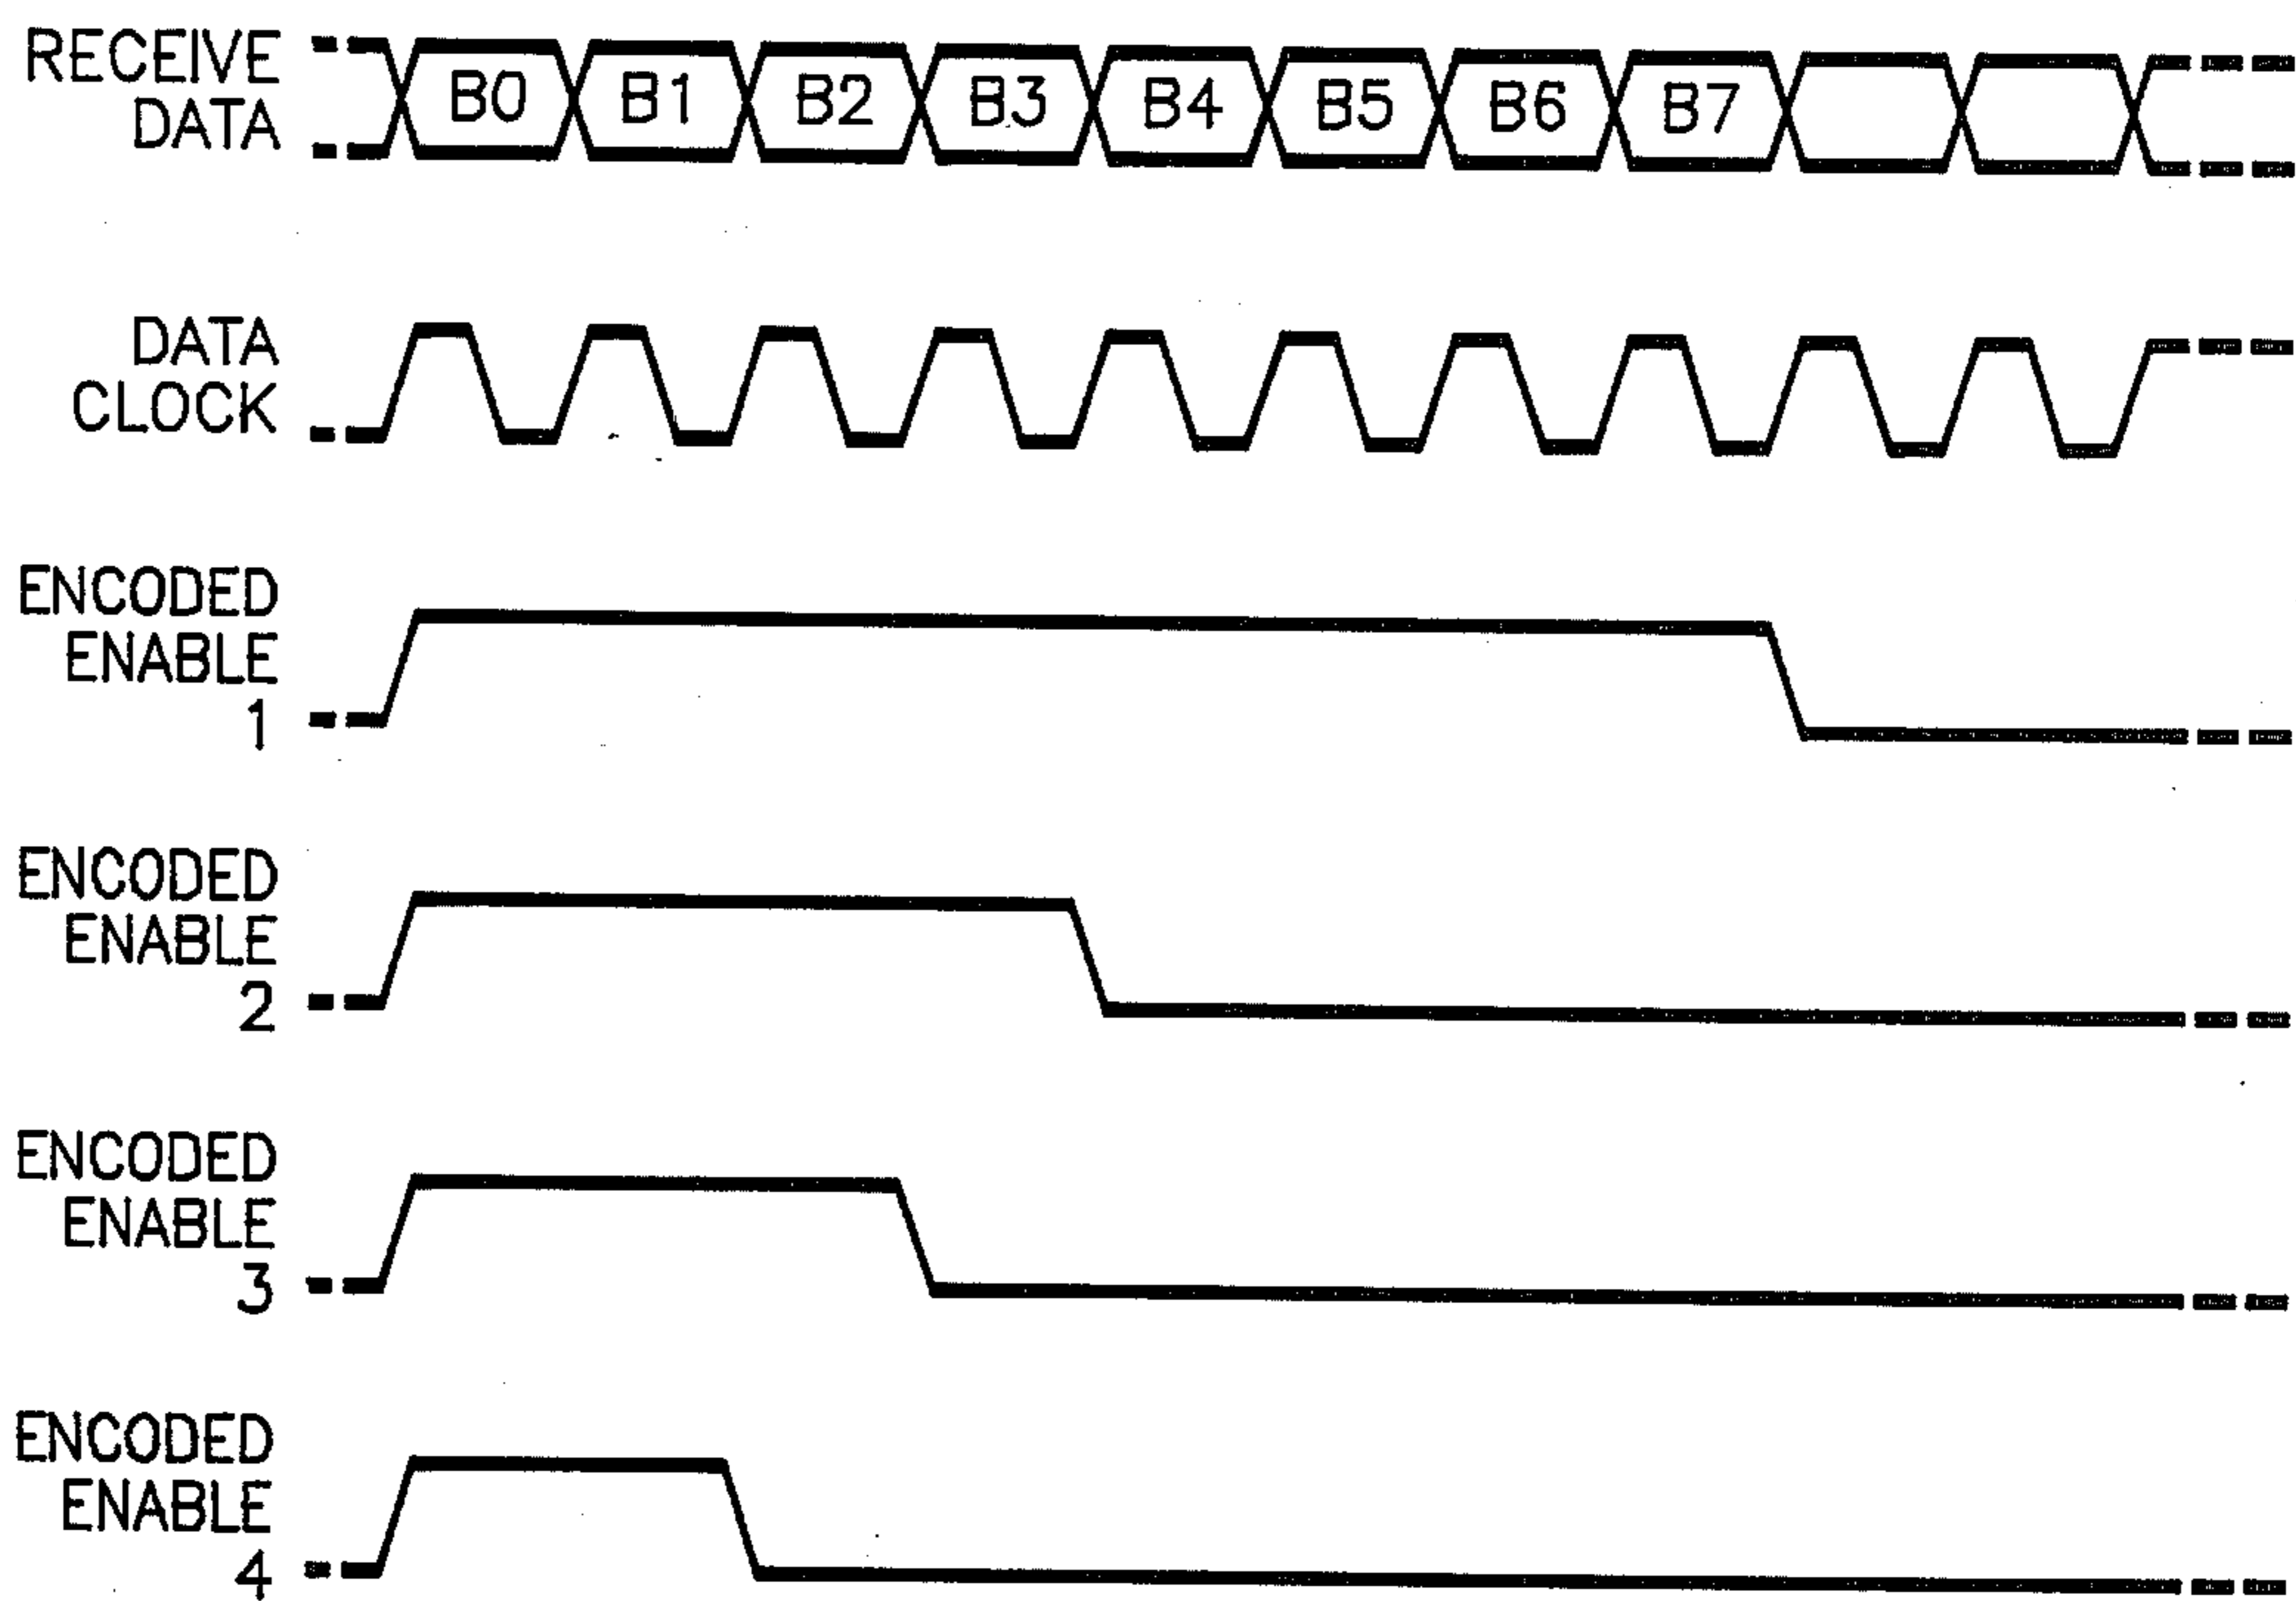 RECEIVE
DATA
B0 B1 B2 B3 B4 B5 B6 B7
DATA
CLOCK
ENCODED
ENABLE
1
ENCODED
ENABLE
2
ENCODED
ENABLE
3
ENCODED
ENABLE
4